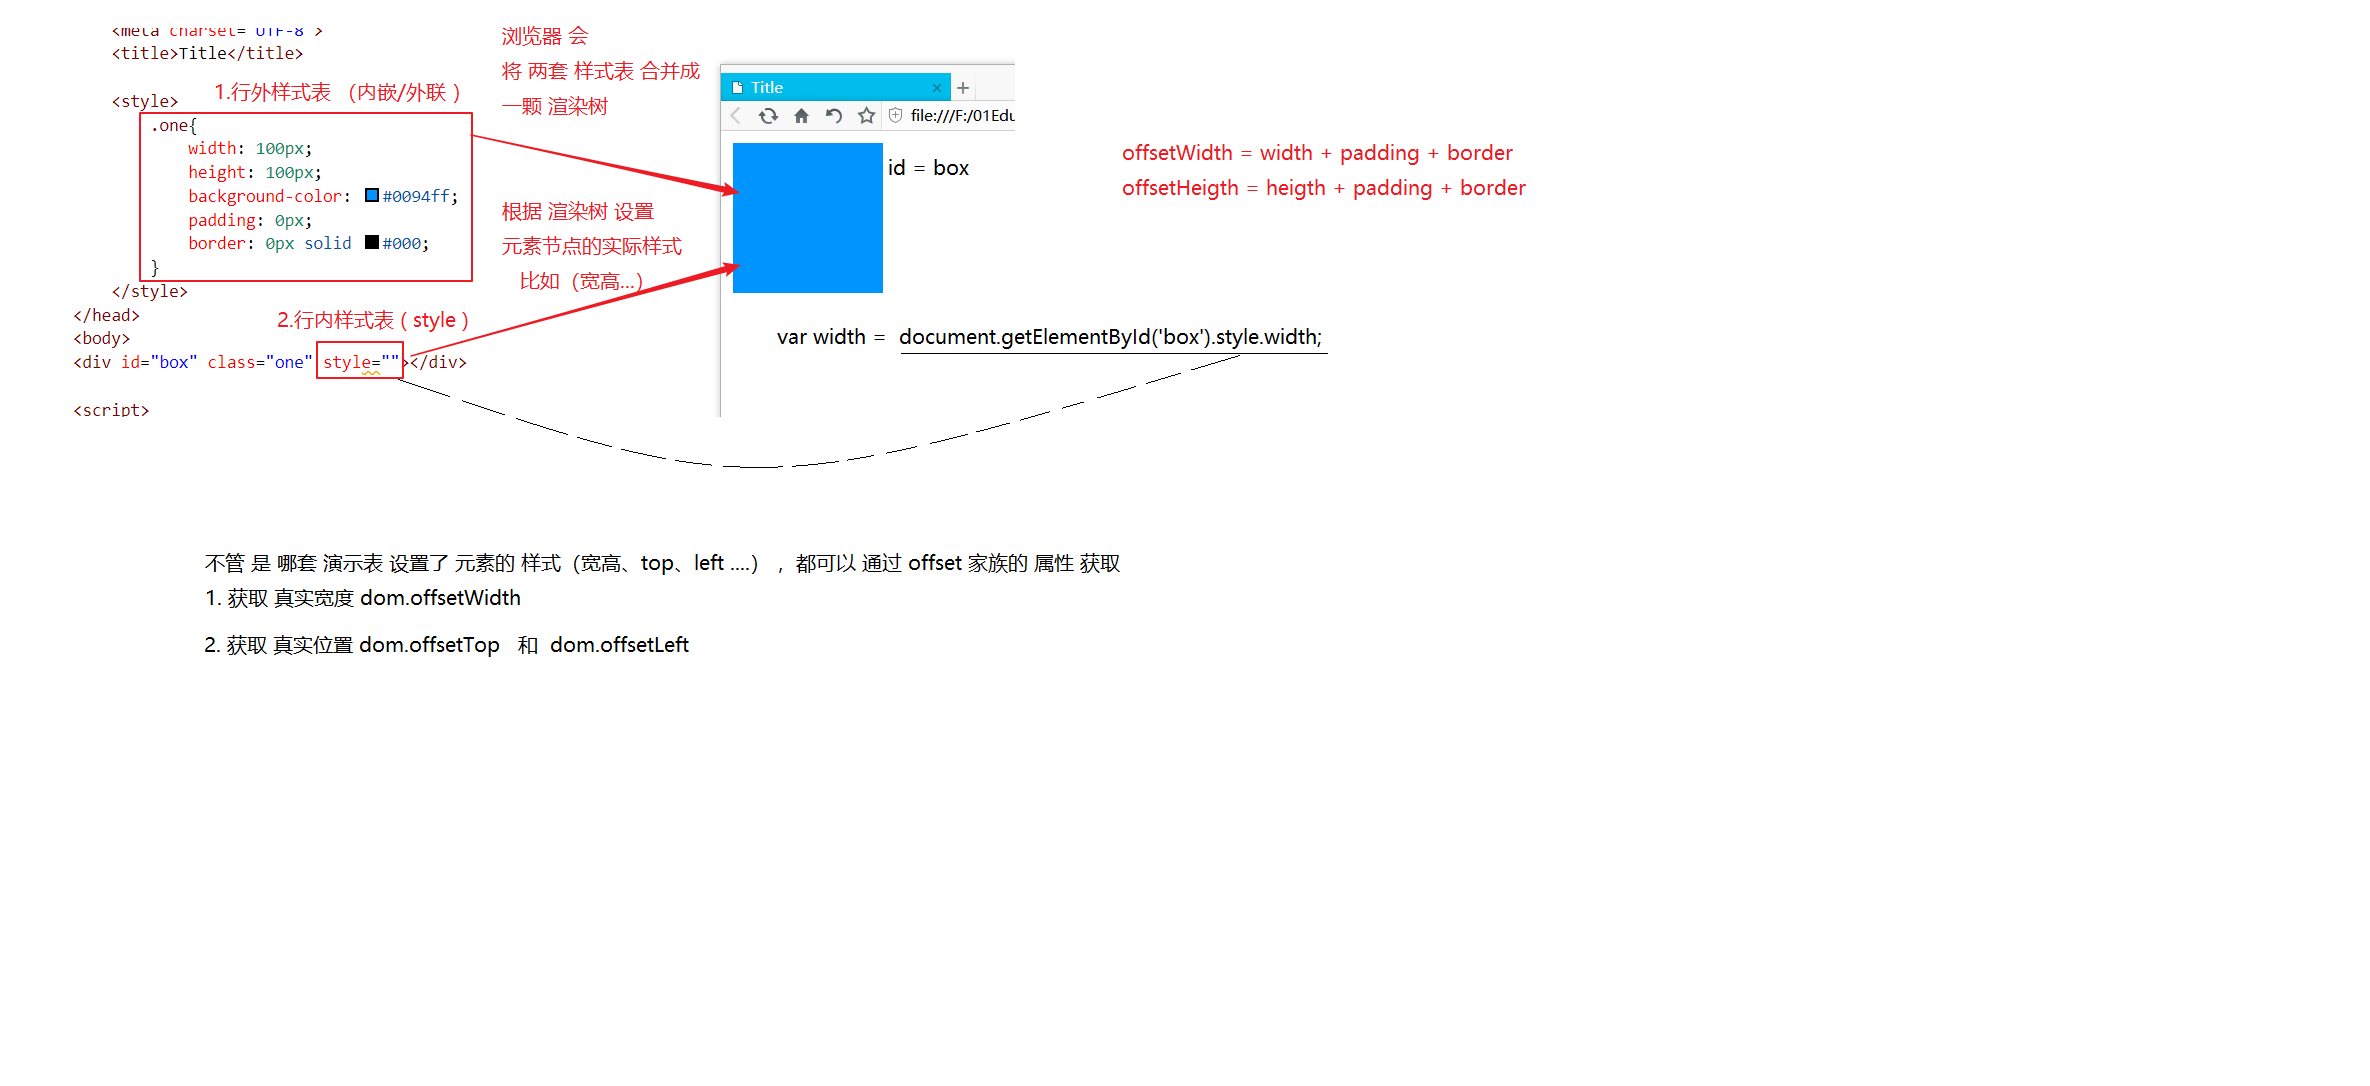 <meta charset="UTF-8">
<title>Title</title>
<style>
1.行外样式表 （内嵌/外联 ）
.one{
width: 100px;
height: 100px;
background-color: #0094ff;
padding: 0px;
border: 0px solid #000;
}
</style>
</head>
2.行内样式表 ( style )
<body>
<div id="box" class="one" style=""></div>
<script>
浏览器 会
将 两套 样式表 合并成
一颗 渲染树
根据 渲染树 设置
元素节点的实际样式
比如（宽高...）
Title
file:///F:/01Edu
id = box
offsetWidth = width + padding + border
offsetHeigth = heigth + padding + border
var width = document.getElementById('box').style.width;
不管 是 哪套 演示表 设置了 元素的 样式（宽高、top、left ....） ，都可以 通过 offset 家族的 属性 获取
1. 获取 真实宽度 dom.offsetWidth
2. 获取 真实位置 dom.offsetTop 和 dom.offsetLeft